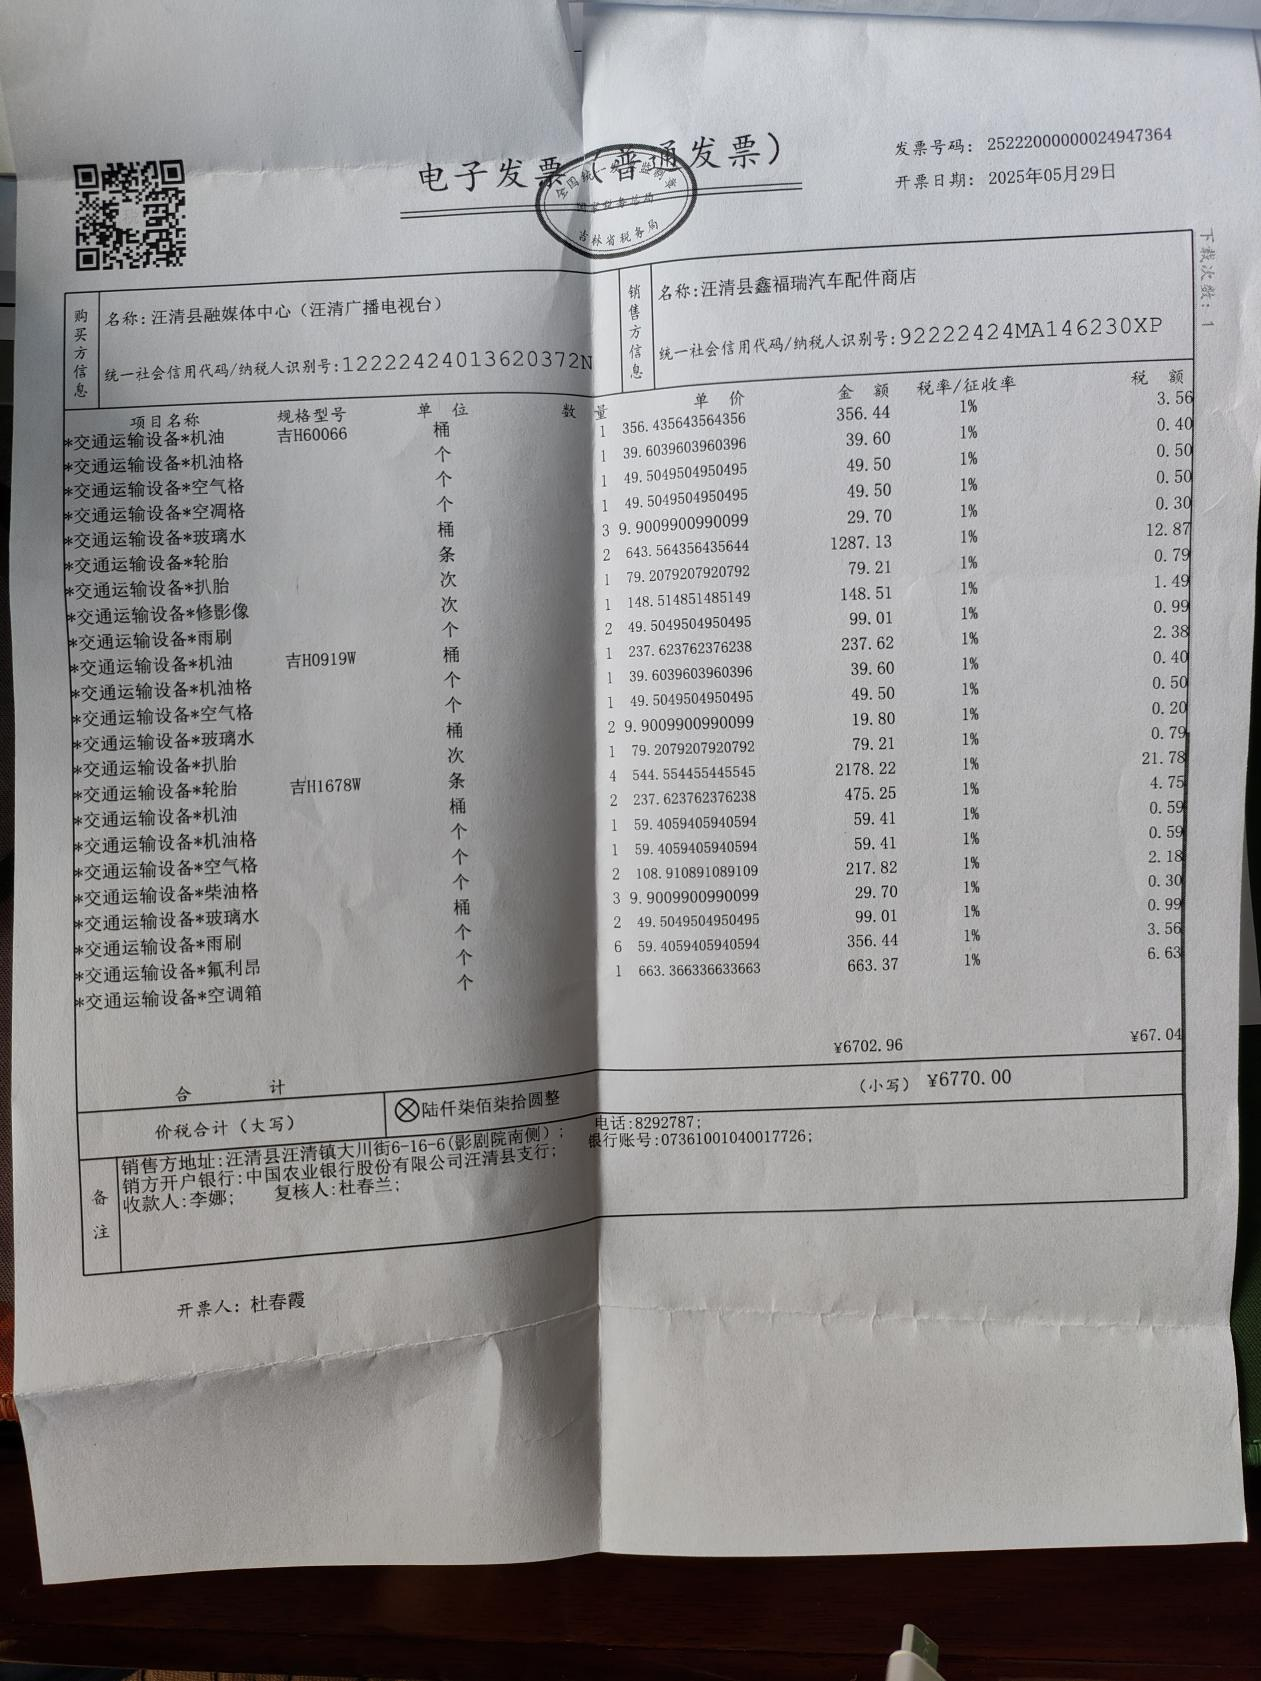 电子发票（普通发票）
全国统一发票监制章
国家税务总局
吉林省税务局
发票号码：25222000000024947364
开票日期：2025年05月29日
下载次数：1
购买方信息
名称：汪清县融媒体中心（汪清广播电视台）
统一社会信用代码/纳税人识别号：12222424013620372N
销售方信息
名称：汪清县鑫福瑞汽车配件商店
统一社会信用代码/纳税人识别号：92222424MA146230XP
项目名称 规格型号 单 位 数 量 单 价 金 额 税率/征收率 税 额
*交通运输设备*机油 吉H60066 桶 1 356.435643564356 356.44 1% 3.56
*交通运输设备*机油格 个 1 39.6039603960396 39.60 1% 0.40
*交通运输设备*空气格 个 1 49.5049504950495 49.50 1% 0.50
*交通运输设备*空凋格 个 1 49.5049504950495 49.50 1% 0.50
*交通运输设备*玻璃水 桶 3 9.9009900990099 29.70 1% 0.30
*交通运输设备*轮胎 条 2 643.564356435644 1287.13 1% 12.87
*交通运输设备*扒胎 次 1 79.2079207920792 79.21 1% 0.79
*交通运输设备*修影像 次 1 148.514851485149 148.51 1% 1.49
*交通运输设备*雨刷 个 2 49.5049504950495 99.01 1% 0.99
*交通运输设备*机油 吉H0919W 桶 1 237.623762376238 237.62 1% 2.38
*交通运输设备*机油格 个 1 39.6039603960396 39.60 1% 0.40
*交通运输设备*空气格 个 1 49.5049504950495 49.50 1% 0.50
*交通运输设备*玻璃水 桶 2 9.9009900990099 19.80 1% 0.20
*交通运输设备*扒胎 次 1 79.2079207920792 79.21 1% 0.79
*交通运输设备*轮胎 吉H1678W 条 4 544.554455445545 2178.22 1% 21.78
*交通运输设备*机油 桶 2 237.623762376238 475.25 1% 4.75
*交通运输设备*机油格 个 1 59.4059405940594 59.41 1% 0.59
*交通运输设备*空气格 个 1 59.4059405940594 59.41 1% 0.59
*交通运输设备*柴油格 个 2 108.910891089109 217.82 1% 2.18
*交通运输设备*玻璃水 桶 3 9.9009900990099 29.70 1% 0.30
*交通运输设备*雨刷 个 2 49.5049504950495 99.01 1% 0.99
*交通运输设备*氟利昂 个 6 59.4059405940594 356.44 1% 3.56
*交通运输设备*空调箱 个 1 663.366336633663 663.37 1% 6.63
合 计 ¥6702.96 ¥67.04
价税合计（大写） 陆仟柒佰柒拾圆整 （小写） ¥6770.00
备注
销售方地址：汪清县汪清镇大川街6-16-6(影剧院南侧)； 电话:8292787;
销方开户银行:中国农业银行股份有限公司汪清县支行; 银行账号:07361001040017726;
收款人:李娜; 复核人:杜春兰;
开票人：杜春霞